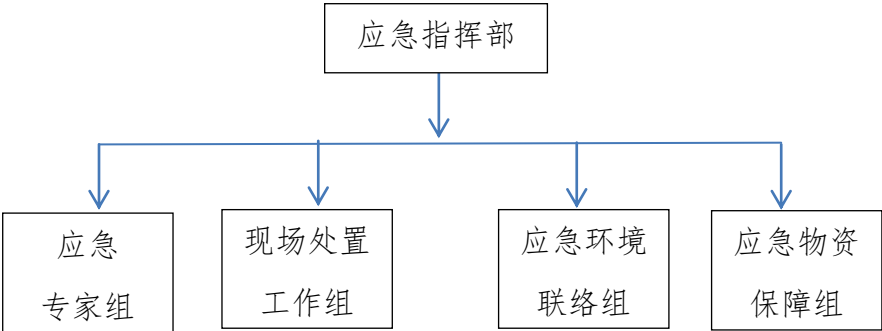 应急指挥部
应急
专家组
现场处置
工作组
应急环境
联络组
应急物资
保障组